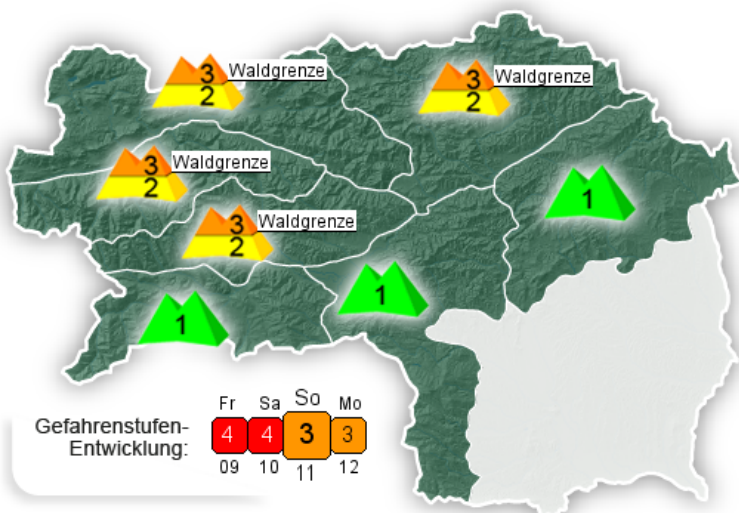 3 Waldgrenze
2
3 Waldgrenze
2
3 Waldgrenze
2
1
3 Waldgrenze
2
1
1
Fr Sa So Mo
Gefahrenstufen-
Entwicklung:
4 4 3 3
09 10 11 12